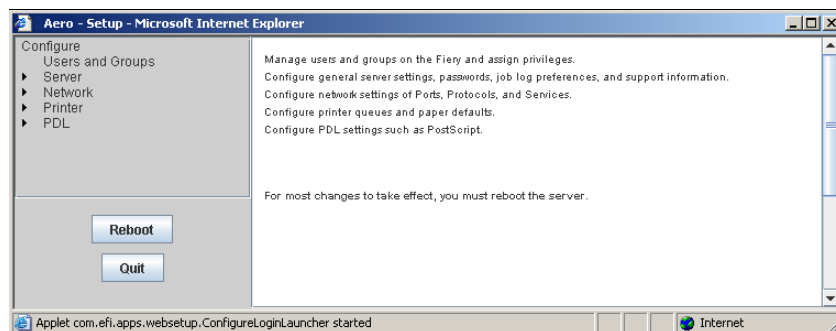 Aero - Setup - Microsoft Internet Explorer
Configure
Users and Groups
Server
Network
Printer
PDL
Manage users and groups on the Fiery and assign privileges.
Configure general server settings, passwords, job log preferences, and support information.
Configure network settings of Ports, Protocols, and Services.
Configure printer queues and paper defaults.
Configure PDL settings such as PostScript.
For most changes to take effect, you must reboot the server.
Reboot
Quit
Applet com.efi.apps.websetup.ConfigureLoginLauncher started
Internet